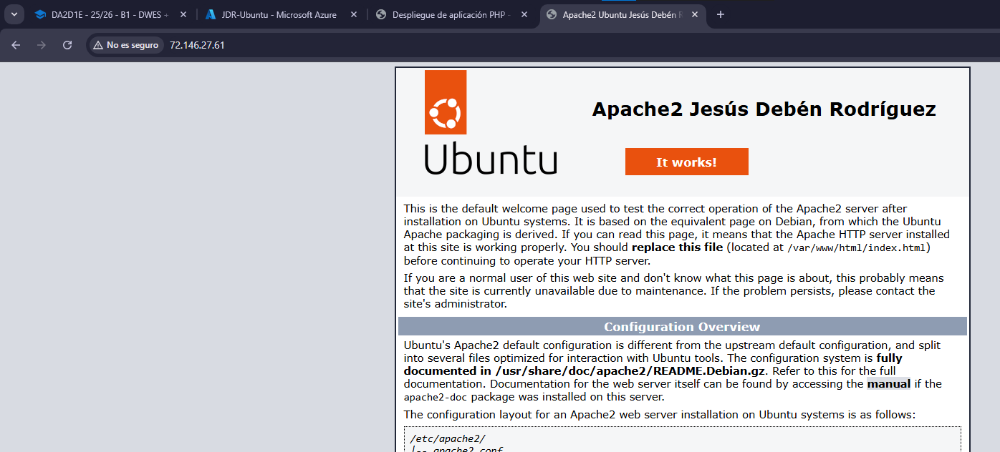 DA2D1E - 25/26 - B1 - DWES +
JDR-Ubuntu - Microsoft Azure
Despliegue de aplicación PHP -
Apache2 Ubuntu Jesús Debén R
No es seguro
72.146.27.61
Ubuntu
Apache2 Jesús Debén Rodríguez
It works!
This is the default welcome page used to test the correct operation of the Apache2 server after
installation on Ubuntu systems. It is based on the equivalent page on Debian, from which the Ubuntu
Apache packaging is derived. If you can read this page, it means that the Apache HTTP server installed
at this site is working properly. You should replace this file (located at /var/www/html/index.html)
before continuing to operate your HTTP server.
If you are a normal user of this web site and don't know what this page is about, this probably means
that the site is currently unavailable due to maintenance. If the problem persists, please contact the
site's administrator.
Configuration Overview
Ubuntu's Apache2 default configuration is different from the upstream default configuration, and split
into several files optimized for interaction with Ubuntu tools. The configuration system is fully
documented in /usr/share/doc/apache2/README.Debian.gz. Refer to this for the full
documentation. Documentation for the web server itself can be found by accessing the manual if the
apache2-doc package was installed on this server.
The configuration layout for an Apache2 web server installation on Ubuntu systems is as follows:
/etc/apache2/
|-- apache2.conf